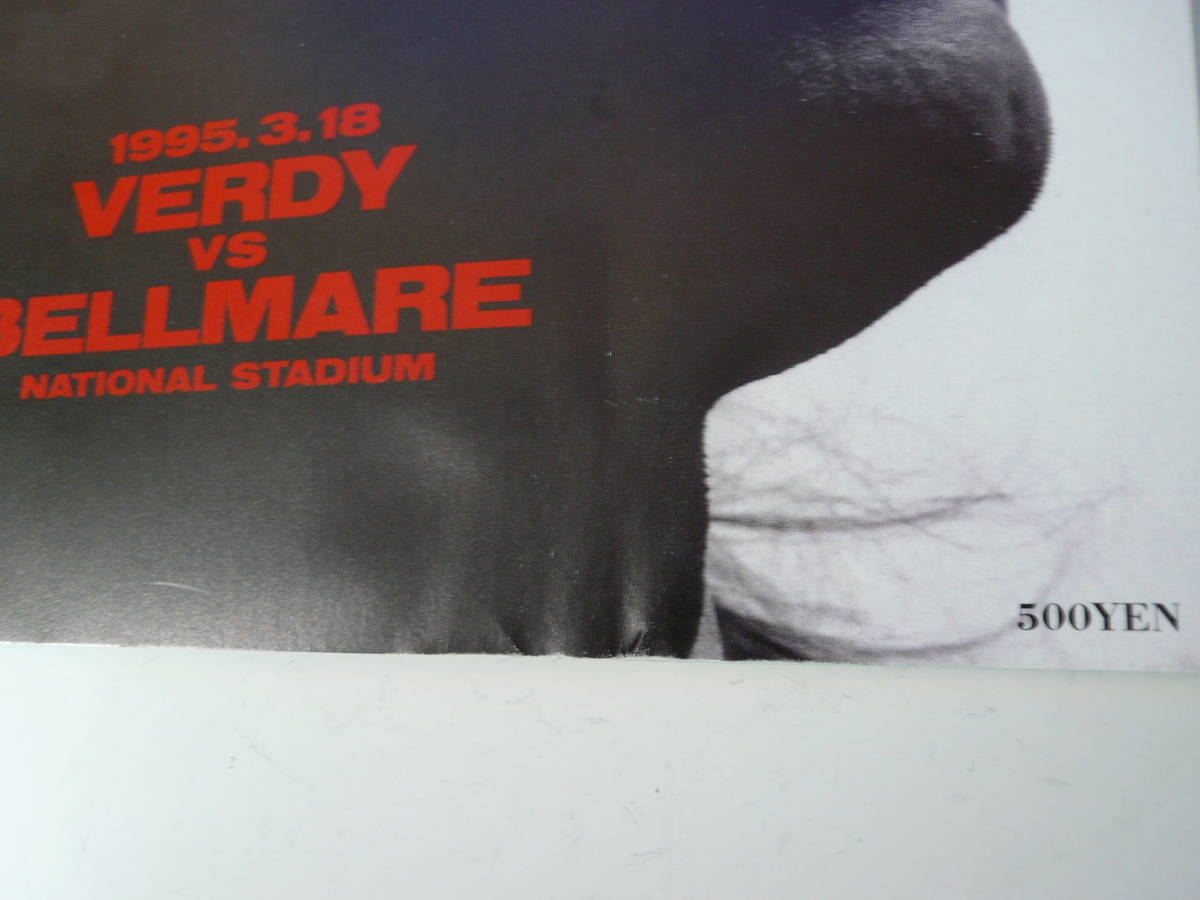 1995.3.18
VERDY
VS
BELLMARE
NATIONAL STADIUM
500YEN